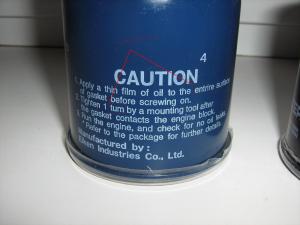 4
CAUTION
1. Apply a thin film of oil to the entire surface
of gasket before screwing on.
2. Tighten 1 turn by a mounting tool after
the gasket contacts the engine block.
3. Run the engine, and check for no oil leaks.
* Refer to the package for further details.
Manufactured by :
Industries Co., Ltd.